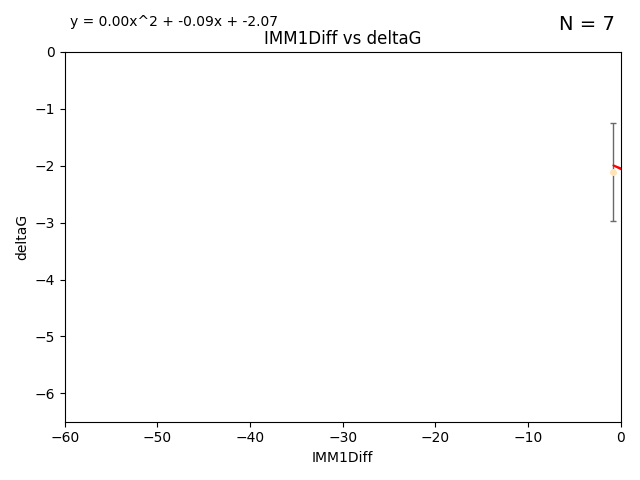 y = 0.00x^2 + -0.09x + -2.07
N = 7
IMM1Diff vs deltaG
0
−1
−2
−3
−4
−5
−6
deltaG
−60 −50 −40 −30 −20 −10 0
IMM1Diff